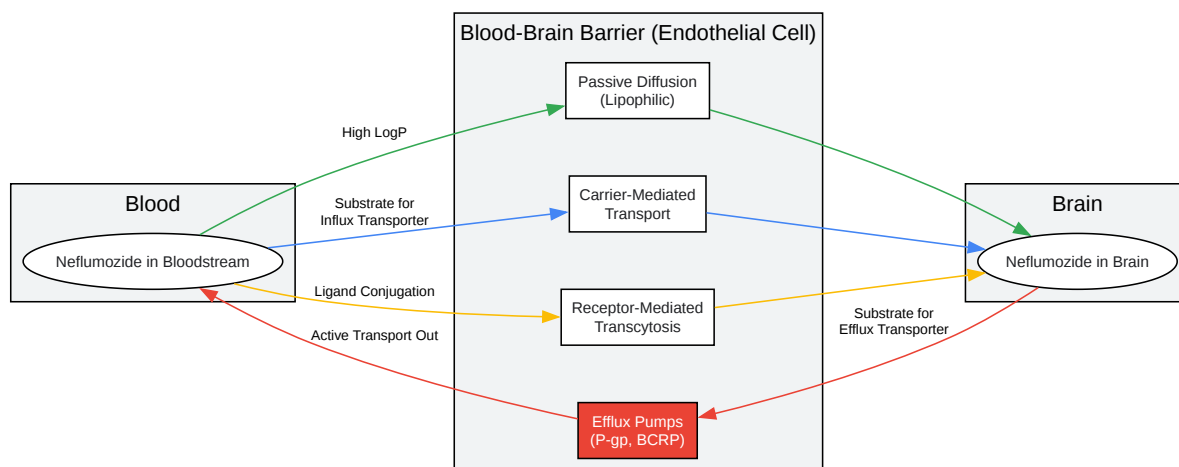 Blood-Brain Barrier (Endothelial Cell)
Passive Diffusion
(Lipophilic)
High LogP
Blood
Substrate for
Influx Transporter
Carrier-Mediated
Transport
Brain
Neflumozide in Bloodstream
Neflumozide in Brain
Ligand Conjugation
Receptor-Mediated
Transcytosis
Substrate for
Efflux Transporter
Active Transport Out
Efflux Pumps
(P-gp, BCRP)